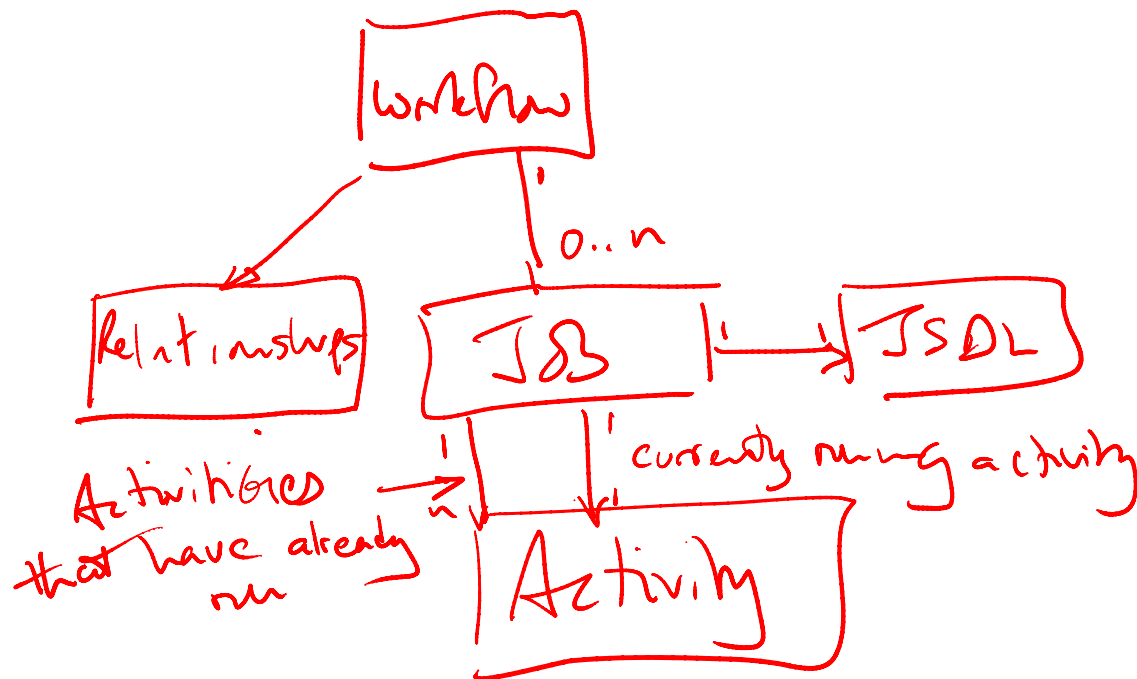 Workflow
1
0..n
Relationships
JOB
1
1
JSDL
1
n
1
1
currently running activity
Activities
that have already
run
Activity